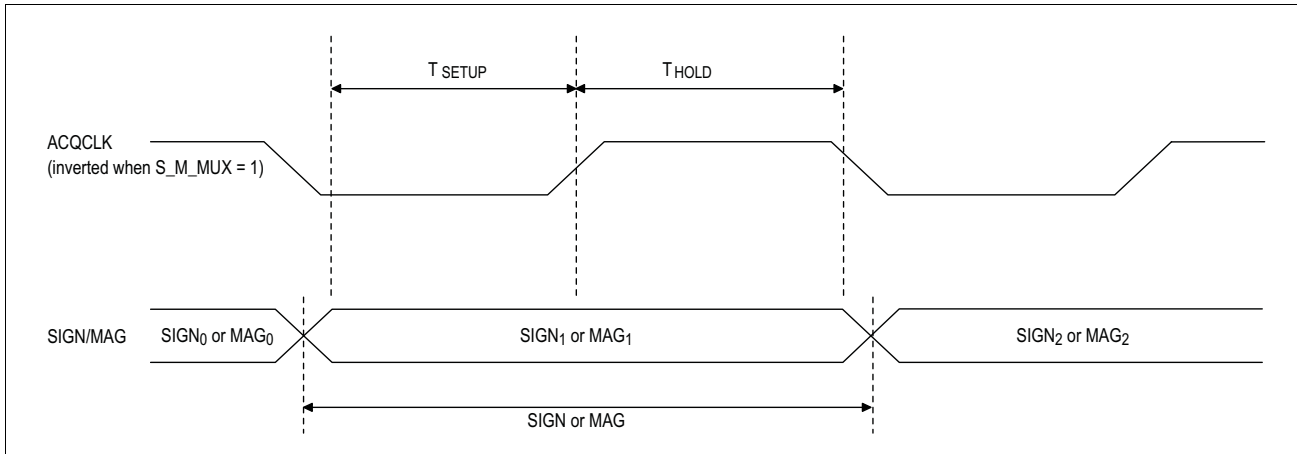 T SETUP
T HOLD
ACQCLK
(inverted when S_M_MUX = 1)
SIGN/MAG
SIGN0 or MAG0
SIGN1 or MAG1
SIGN2 or MAG2
SIGN or MAG